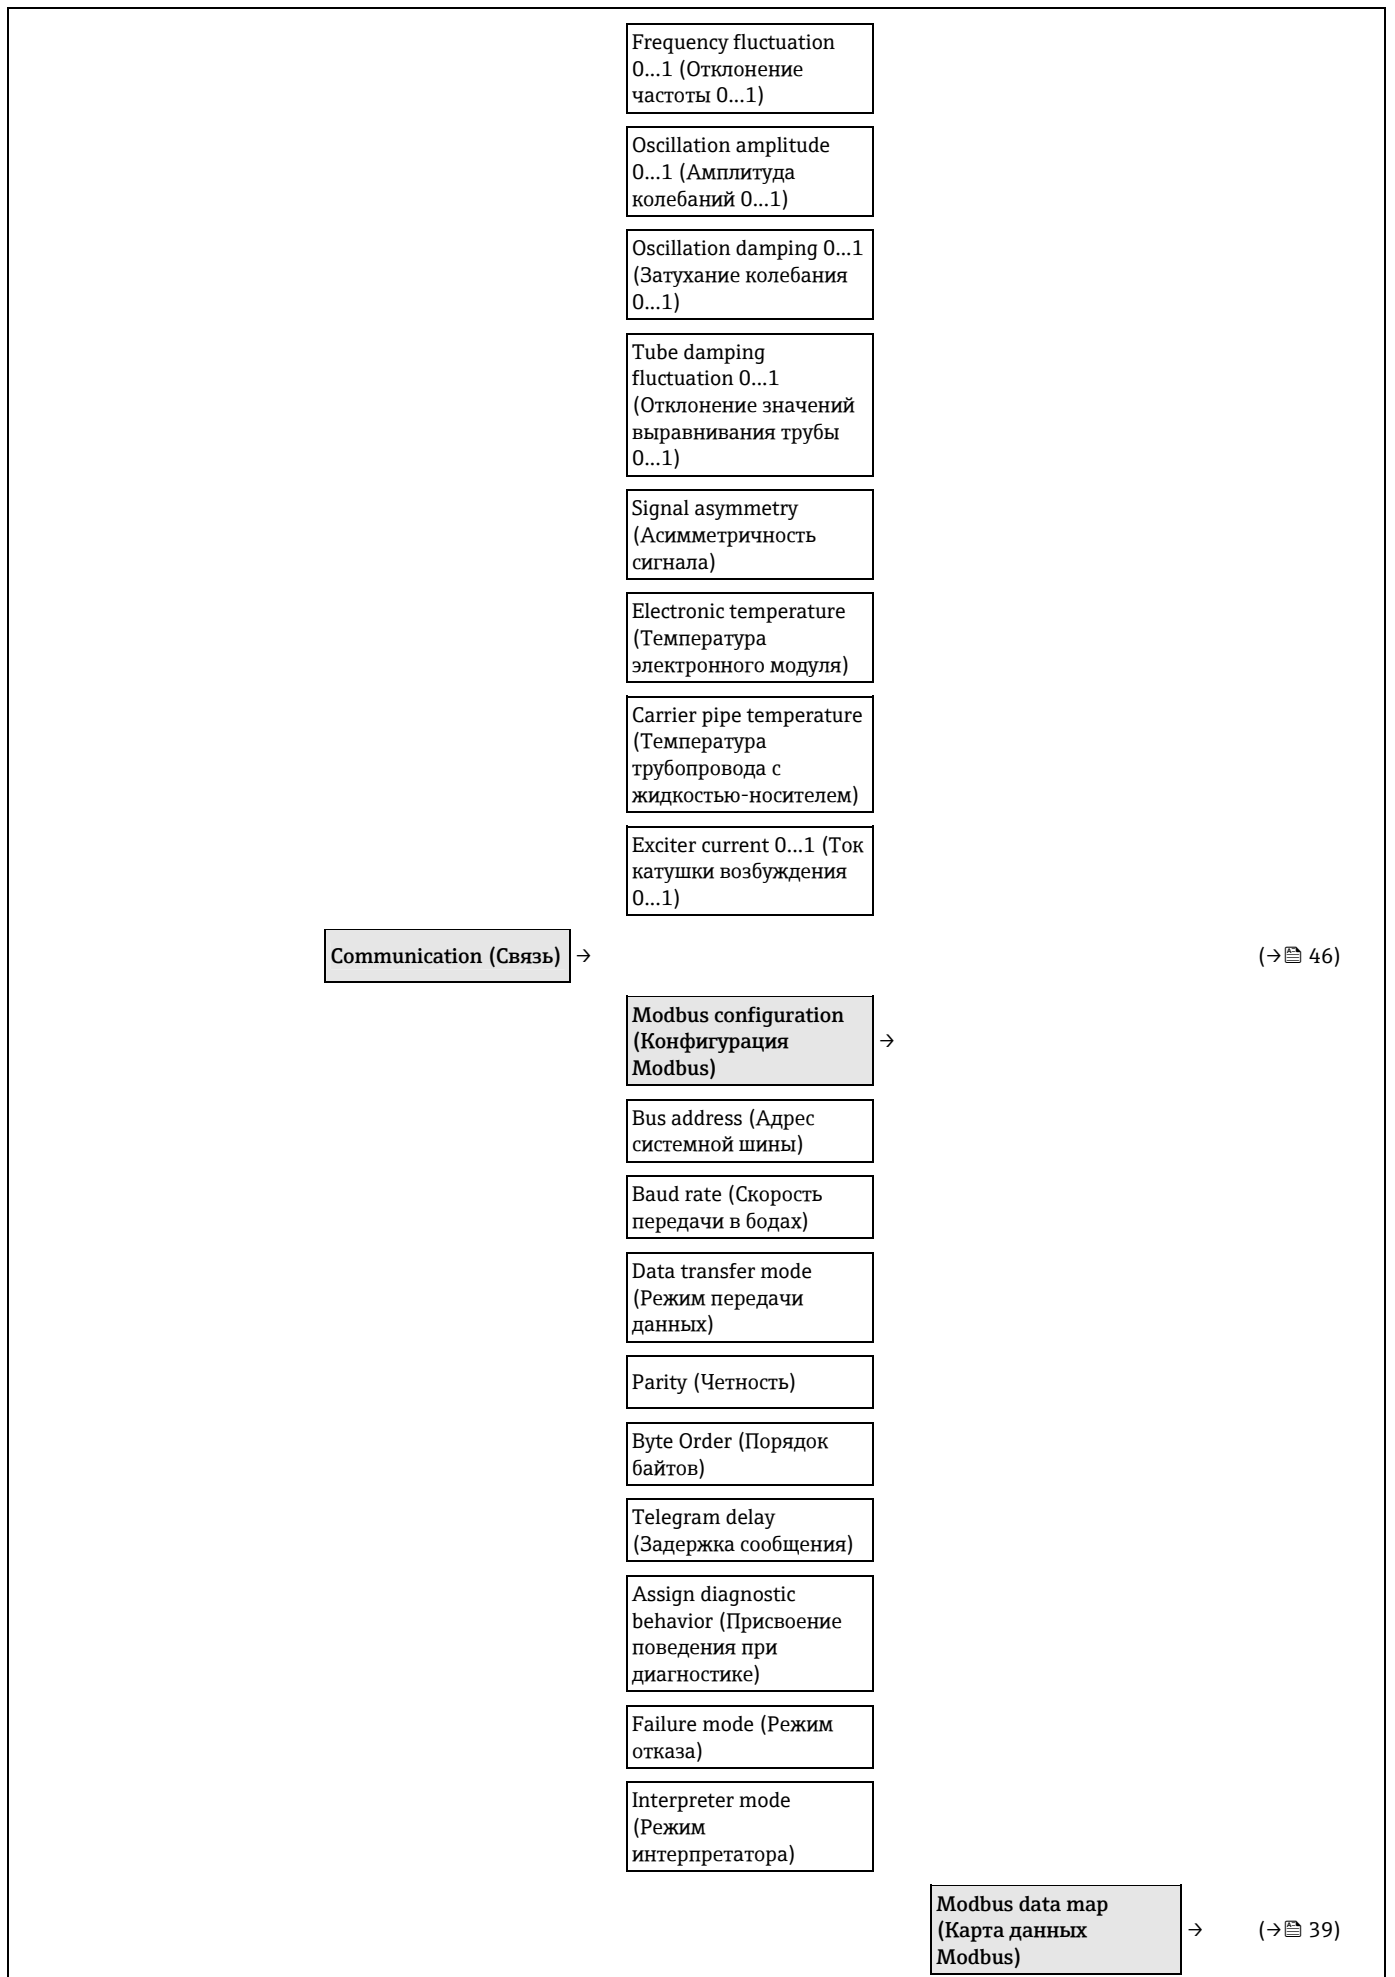 Frequency fluctuation
0...1 (Отклонение
частоты 0...1)
Oscillation amplitude
0...1 (Амплитуда
колебаний 0...1)
Oscillation damping 0...1
(Затухание колебания
0...1)
Tube damping
fluctuation 0...1
(Отклонение значений
выравнивания трубы
0...1)
Signal asymmetry
(Асимметричность
сигнала)
Electronic temperature
(Температура
электронного модуля)
Carrier pipe temperature
(Температура
трубопровода с
жидкостью-носителем)
Exciter current 0...1 (Ток
катушки возбуждения
0...1)
Communication (Связь) → (→ 46)
Modbus configuration
(Конфигурация →
Modbus)
Bus address (Адрес
системной шины)
Baud rate (Скорость
передачи в бодах)
Data transfer mode
(Режим передачи
данных)
Parity (Четность)
Byte Order (Порядок
байтов)
Telegram delay
(Задержка сообщения)
Assign diagnostic
behavior (Присвоение
поведения при
диагностике)
Failure mode (Режим
отказа)
Interpreter mode
(Режим
интерпретатора)
Modbus data map
(Карта данных → (→ 39)
Modbus)